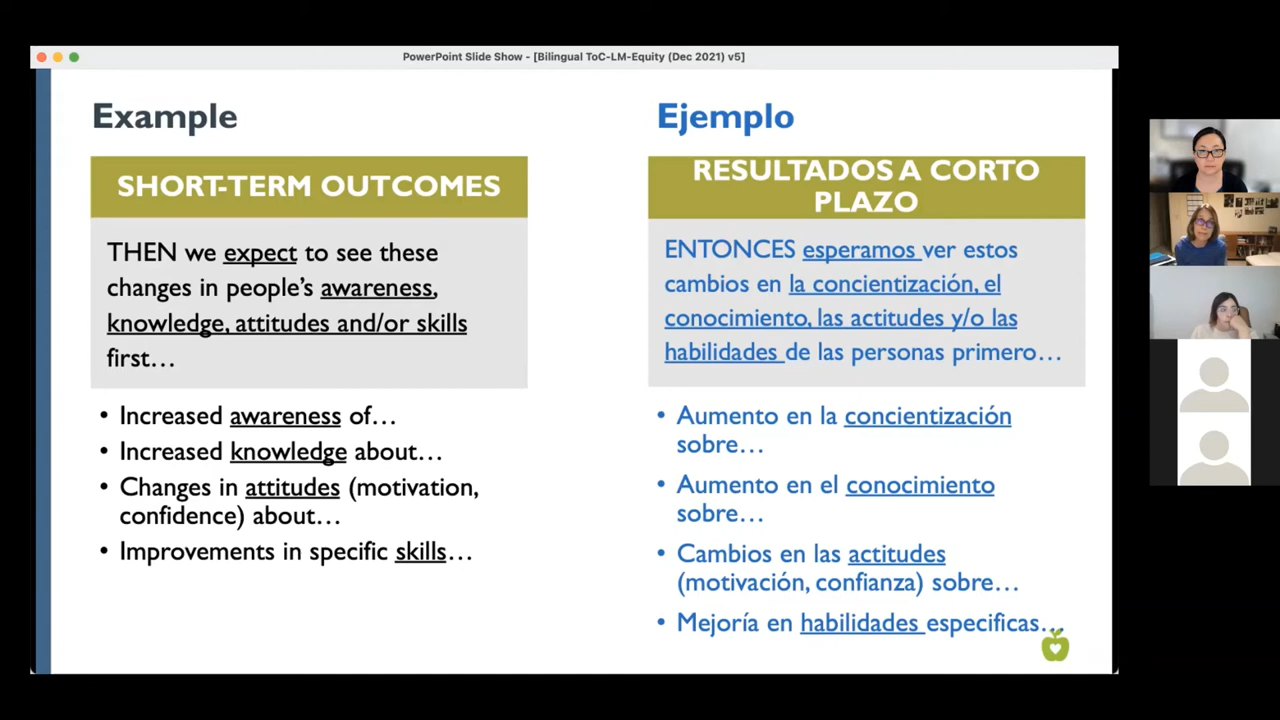 PowerPoint Slide Show - [Bilingual ToC-LM-Equity (Dec 2021) v5]
Example
SHORT-TERM OUTCOMES
THEN we expect to see these
changes in people's awareness,
knowledge, attitudes and/or skills
first…
• Increased awareness of…
• Increased knowledge about…
• Changes in attitudes (motivation,
confidence) about…
• Improvements in specific skills…
Ejemplo
RESULTADOS A CORTO
PLAZO
ENTONCES esperamos ver estos
cambios en la concientización, el
conocimiento, las actitudes y/o las
habilidades de las personas primero…
• Aumento en la concientización
sobre…
• Aumento en el conocimiento
sobre…
• Cambios en las actitudes
(motivación, confianza) sobre…
• Mejoría en habilidades especificas…